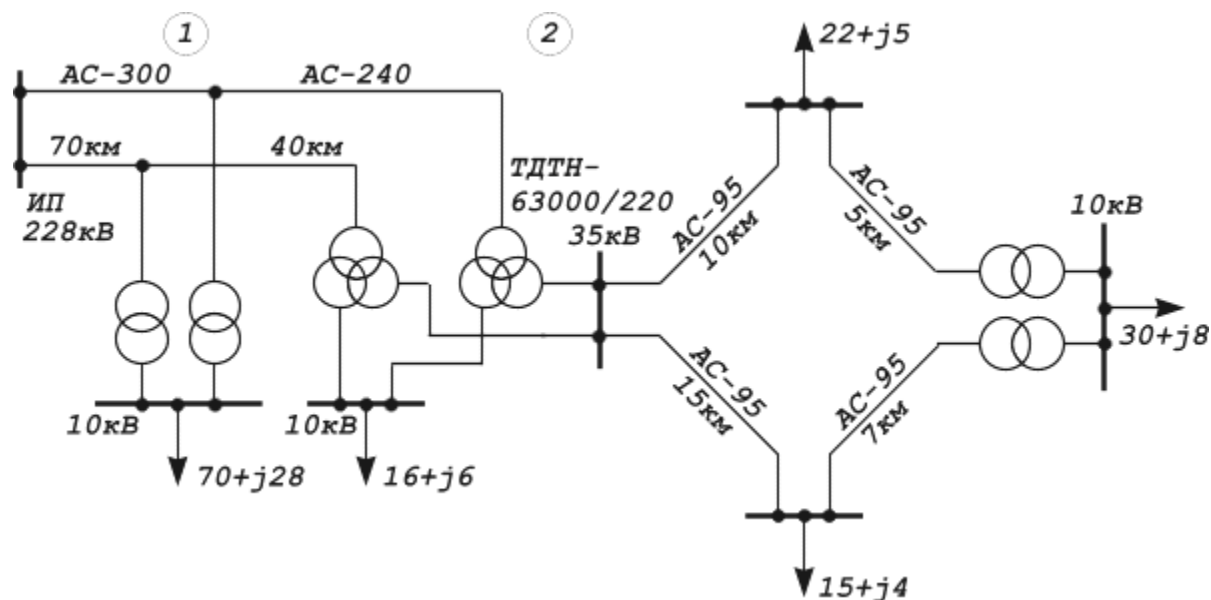 1
2
22+j5
АС-300
АС-240
70км
40км
ИП
228кВ
ТДТН-
63000/220
35кВ
АС-95
10км
АС-95
5км
10кВ
30+j8
АС-95
15км
АС-95
7км
10кВ
70+j28
10кВ
16+j6
15+j4